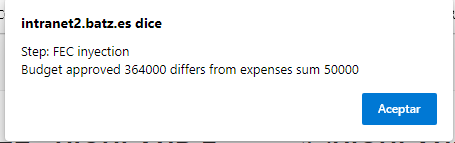 intranet2.batz.es dice
Step: FEC inyection
Budget approved 364000 differs from expenses sum 50000
Aceptar